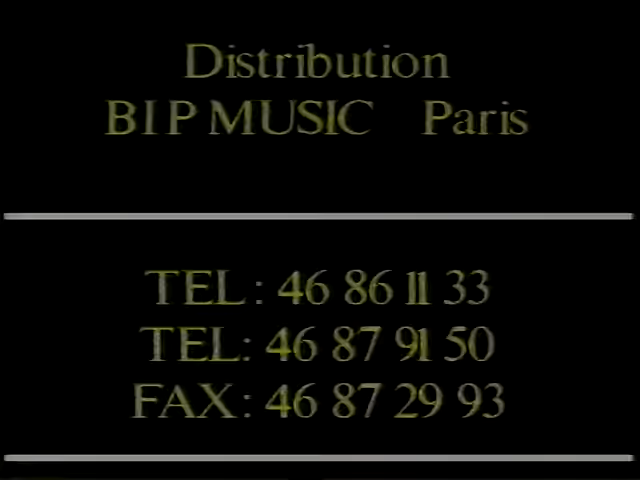 Distribution
BIP MUSIC Paris
TEL: 46 86 11 33
TEL: 46 87 91 50
FAX: 46 87 29 93